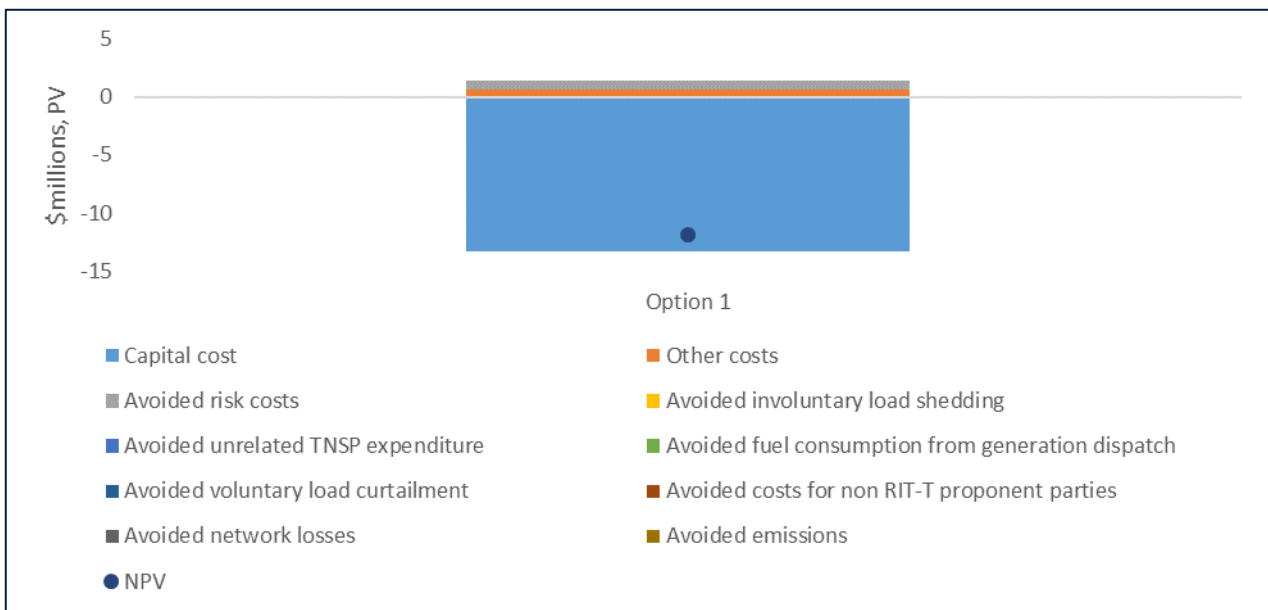 5
0
-5
-10
-15
$millions, PV
Option 1
Capital cost
Other costs
Avoided risk costs
Avoided involuntary load shedding
Avoided unrelated TNSP expenditure
Avoided fuel consumption from generation dispatch
Avoided voluntary load curtailment
Avoided costs for non RIT-T proponent parties
Avoided network losses
Avoided emissions
NPV